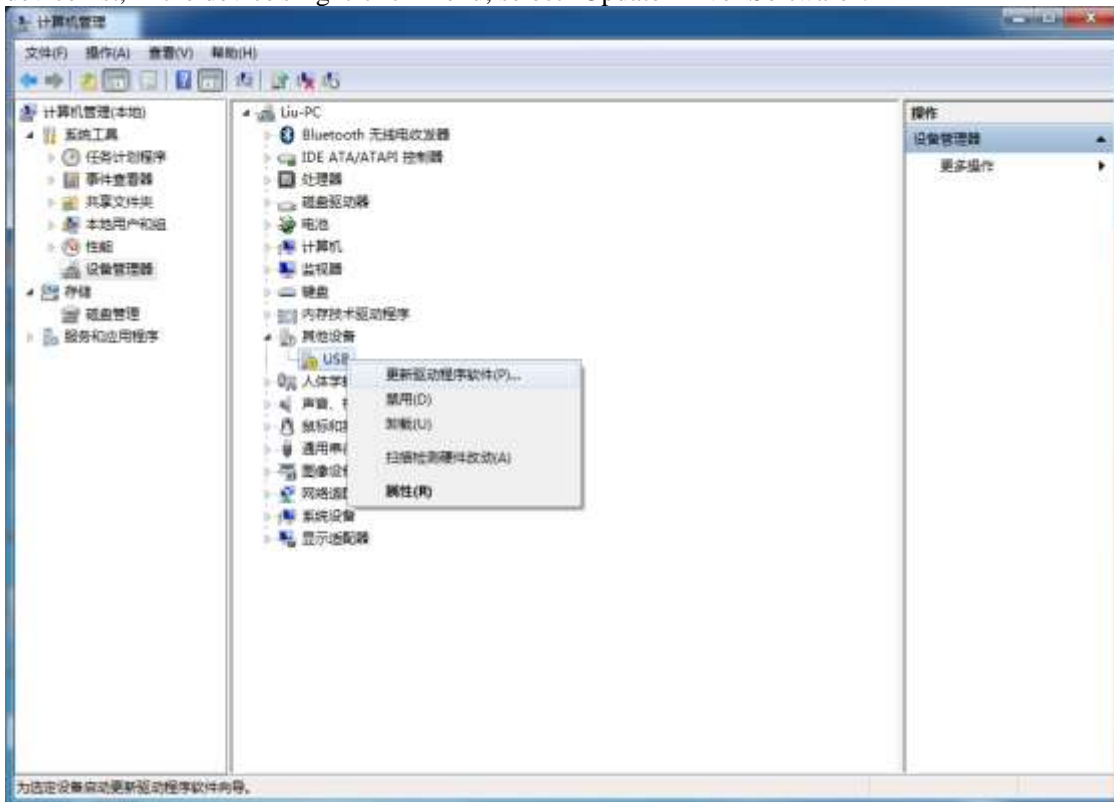 计算机管理
文件(F) 操作(A) 查看(V) 帮助(H)
计算机管理(本地)
系统工具
任务计划程序
事件查看器
共享文件夹
本地用户和组
性能
设备管理器
存储
磁盘管理
服务和应用程序
Liu-PC
Bluetooth 无线电收发器
IDE ATA/ATAPI 控制器
处理器
磁盘驱动器
电池
计算机
监视器
键盘
内存技术驱动程序
其他设备
USB
人体学
声音、
鼠标和
通用串
图像设
网络适
系统设备
显示适配器
更新驱动程序软件(P)...
禁用(D)
卸载(U)
扫描检测硬件改动(A)
属性(R)
操作
设备管理器
更多操作
为选定设备启动更新驱动程序软件向导。